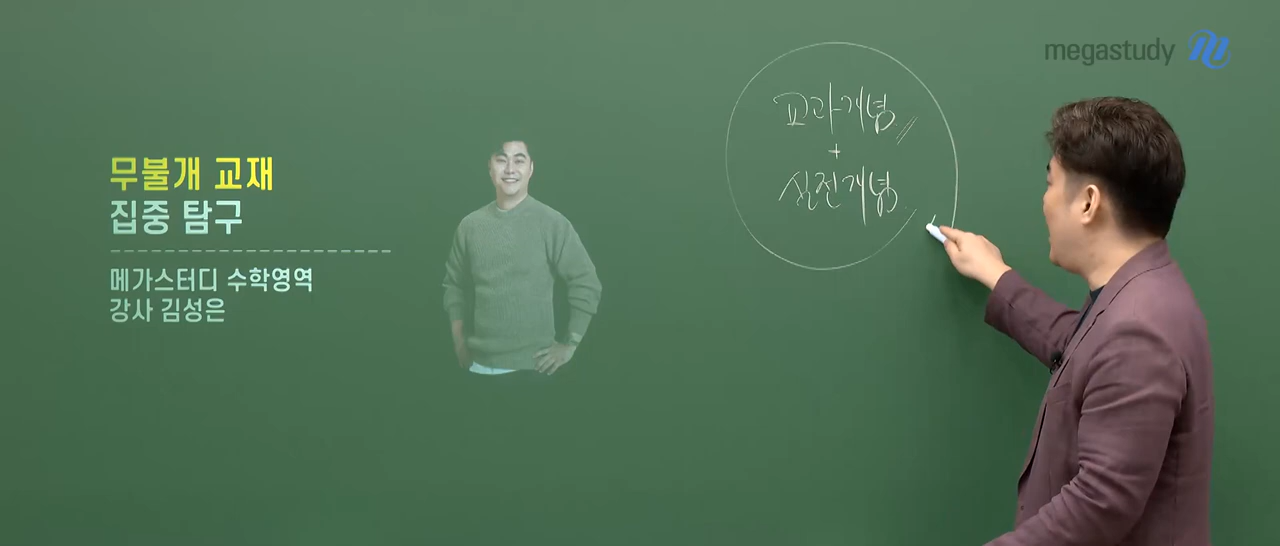 무불개 교재
집중 탐구
메가스터디 수학영역
강사 김성은
교과개념
+
실전개념
megastudy